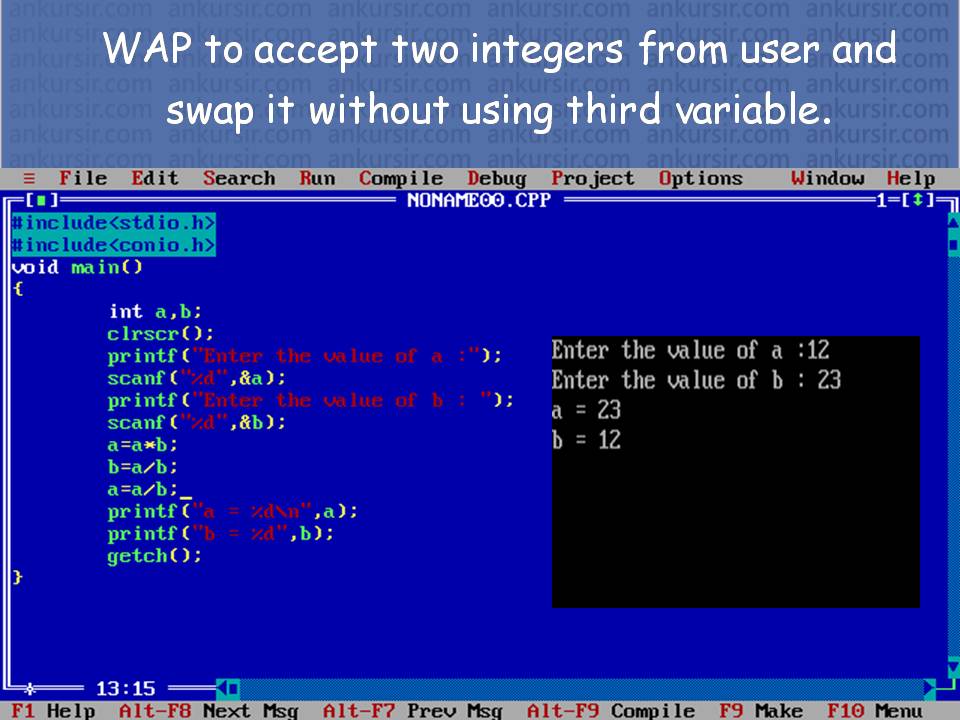 WAP to accept two integers from user and
swap it without using third variable.
≡ File Edit Search Run Compile Debug Project Options Window Help
[■] NONAME00.CPP 1=[↕]
#include<stdio.h>
#include<conio.h>
void main()
{
int a,b;
clrscr();
printf("Enter the value of a :");
scanf("%d",&a);
printf("Enter the value of b : ");
scanf("%d",&b);
a=a*b;
b=a/b;
a=a/b;_
printf("a = %d\n",a);
printf("b = %d",b);
getch();
}
Enter the value of a :12
Enter the value of b : 23
a = 23
b = 12
13:15
F1 Help Alt-F8 Next Msg Alt-F7 Prev Msg Alt-F9 Compile F9 Make F10 Menu
ankursir.com